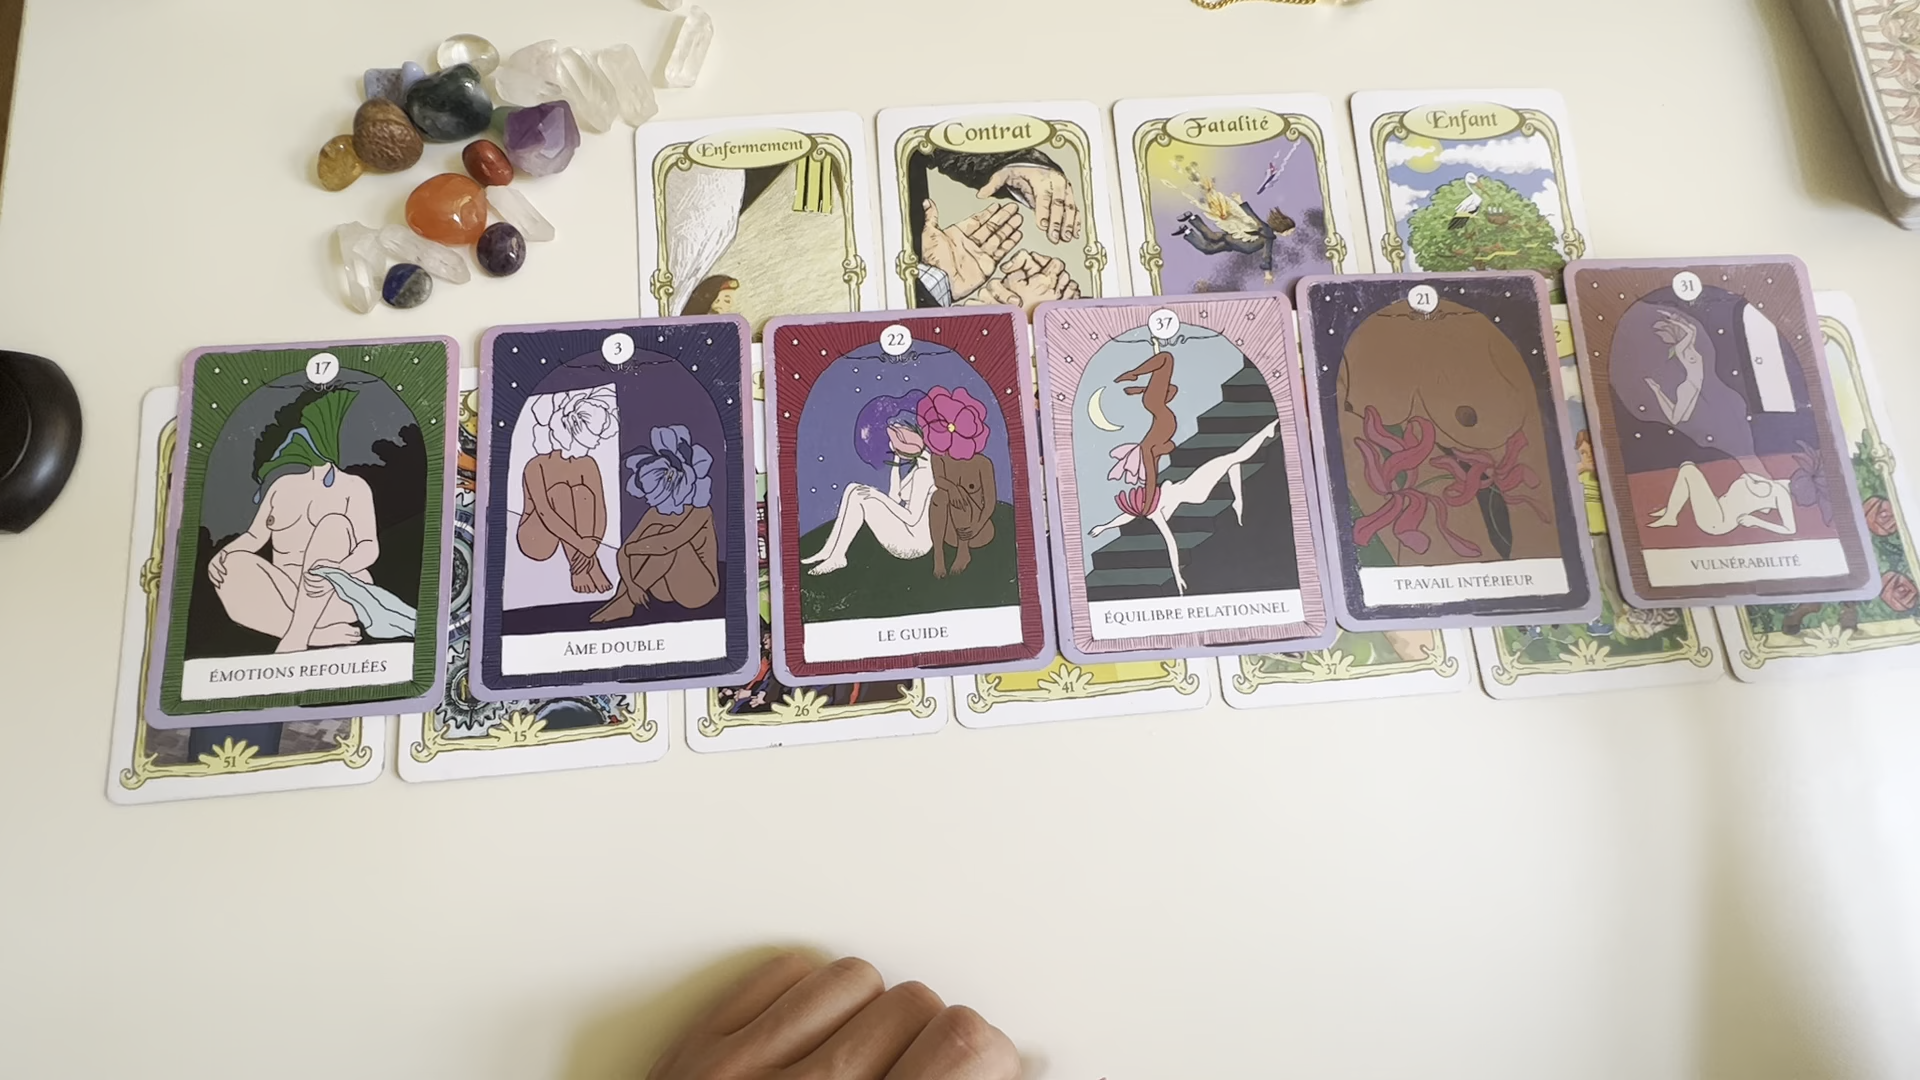 Enfermement
Contrat
Fatalité
Enfant
17
ÉMOTIONS REFOULÉES
3
ÂME DOUBLE
22
LE GUIDE
37
ÉQUILIBRE RELATIONNEL
21
TRAVAIL INTÉRIEUR
31
VULNÉRABILITÉ
51
15
26
41
37
14
39